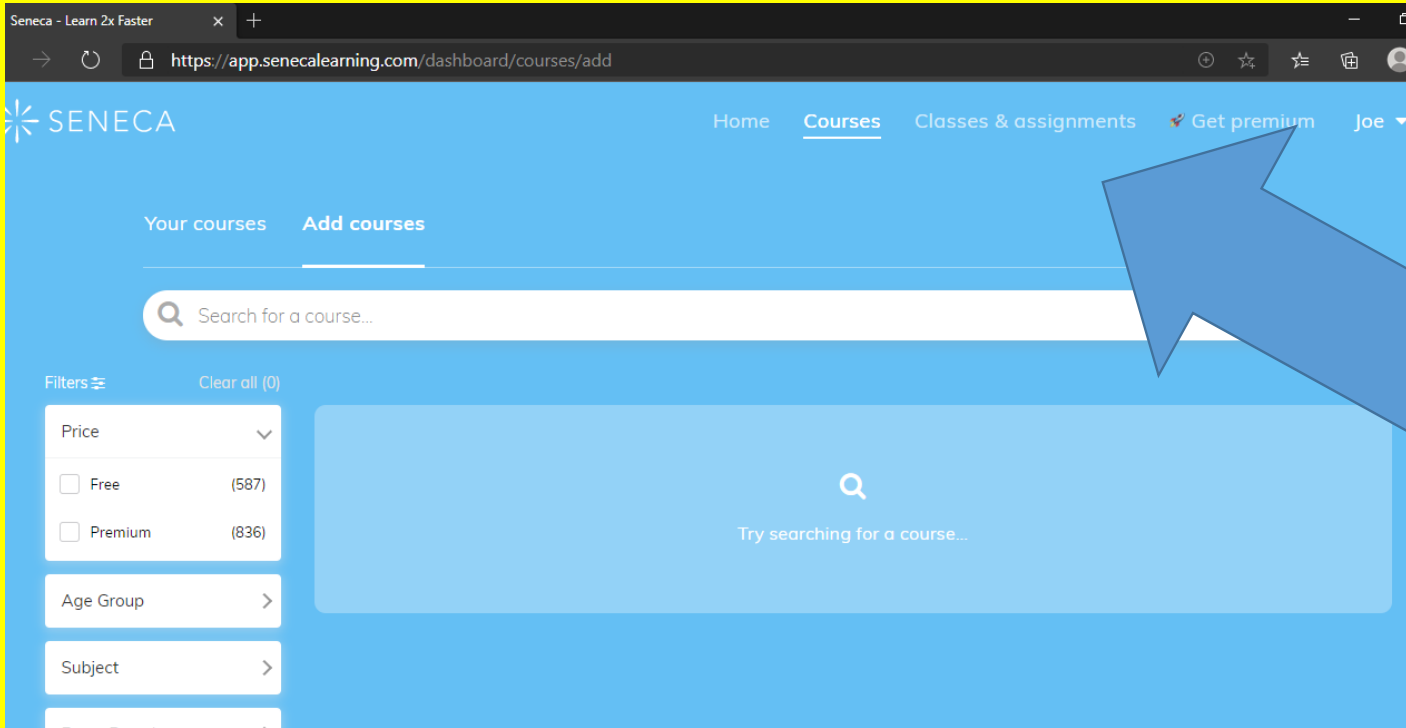 Seneca - Learn 2x Faster
https://app.senecalearning.com/dashboard/courses/add
SENECA Home Courses Classes & assignments Get premium Joe
Your courses Add courses
Search for a course...
Filters Clear all (0)
Price
Free (587)
Premium (836)
Try searching for a course...
Age Group
Subject